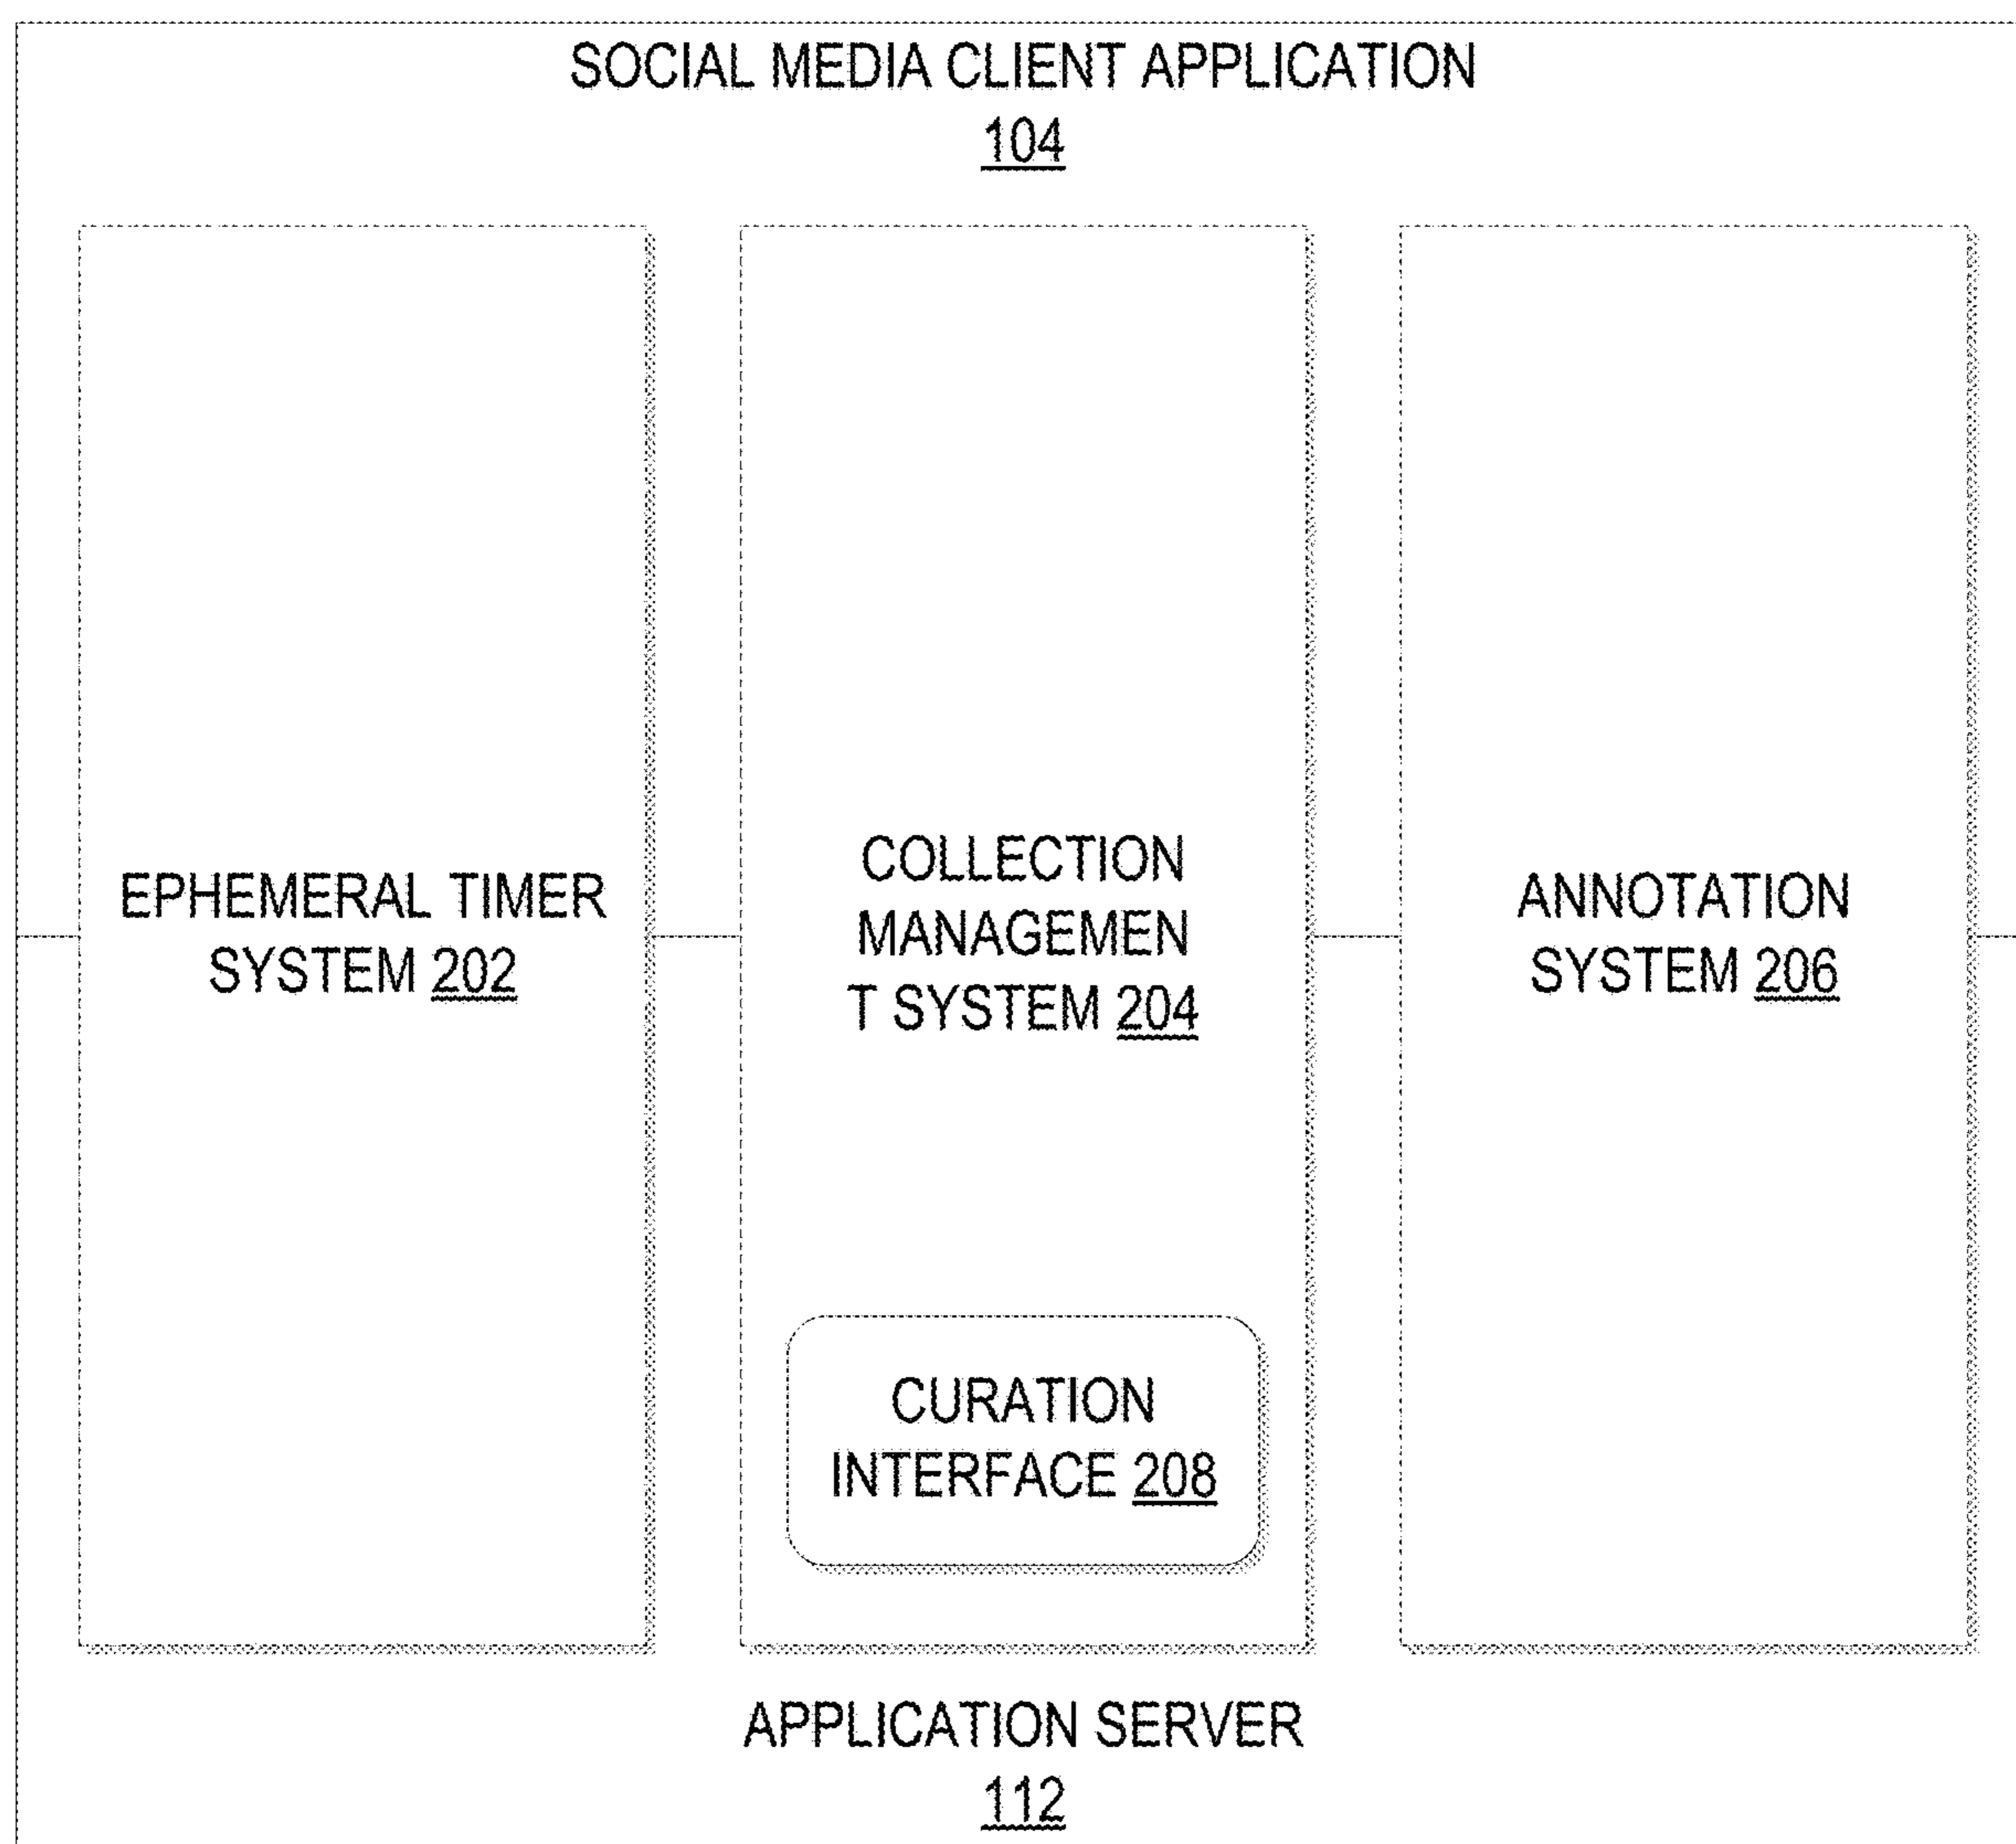 SOCIAL MEDIA CLIENT APPLICATION
104
EPHEMERAL TIMER
SYSTEM 202
COLLECTION
MANAGEMEN
T SYSTEM 204
ANNOTATION
SYSTEM 206
CURATION
INTERFACE 208
APPLICATION SERVER
112